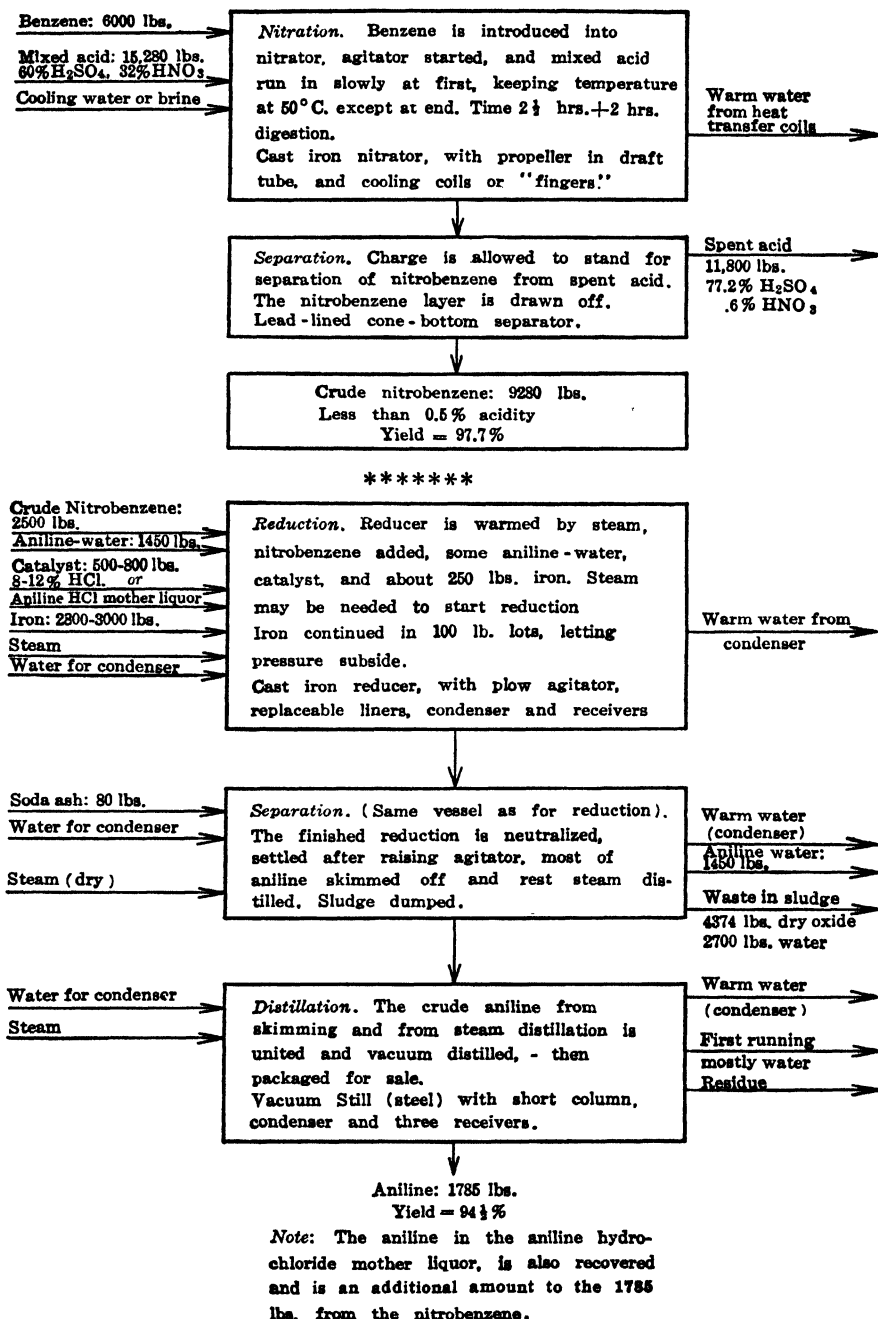 Benzene: 6000 lbs.
Mixed acid: 15,280 lbs.
60%H₂SO₄, 32%HNO₃
Cooling water or brine
Nitration. Benzene is introduced into
nitrator, agitator started, and mixed acid
run in slowly at first, keeping temperature
at 50°C. except at end. Time 2½ hrs.+2 hrs.
digestion.
Cast iron nitrator, with propeller in draft
tube, and cooling coils or "fingers."
Warm water
from heat
transfer coils
Separation. Charge is allowed to stand for
separation of nitrobenzene from spent acid.
The nitrobenzene layer is drawn off.
Lead-lined cone-bottom separator.
Spent acid
11,800 lbs.
77.2% H₂SO₄
.6% HNO₃
Crude nitrobenzene: 9280 lbs.
Less than 0.5% acidity
Yield = 97.7%
*******
Crude Nitrobenzene:
2500 lbs.
Aniline-water: 1450 lbs.
Catalyst: 500-800 lbs.
8-12% HCl. or
Aniline HCl mother liquor
Iron: 2800-3000 lbs.
Steam
Water for condenser
Reduction. Reducer is warmed by steam,
nitrobenzene added, some aniline-water,
catalyst, and about 250 lbs. iron. Steam
may be needed to start reduction
Iron continued in 100 lb. lots, letting
pressure subside.
Cast iron reducer, with plow agitator,
replaceable liners, condenser and receivers
Warm water from
condenser
Soda ash: 80 lbs.
Water for condenser
Steam (dry)
Separation. (Same vessel as for reduction).
The finished reduction is neutralized,
settled after raising agitator, most of
aniline skimmed off and rest steam dis-
tilled. Sludge dumped.
Warm water
(condenser)
Aniline water:
1450 lbs.
Waste in sludge
4374 lbs. dry oxide
2700 lbs. water
Water for condenser
Steam
Distillation. The crude aniline from
skimming and from steam distillation is
united and vacuum distilled, - then
packaged for sale.
Vacuum Still (steel) with short column,
condenser and three receivers.
Warm water
(condenser)
First running
mostly water
Residue
Aniline: 1785 lbs.
Yield = 94½%
Note: The aniline in the aniline hydro-
chloride mother liquor, is also recovered
and is an additional amount to the 1785
lbs. from the nitrobenzene.